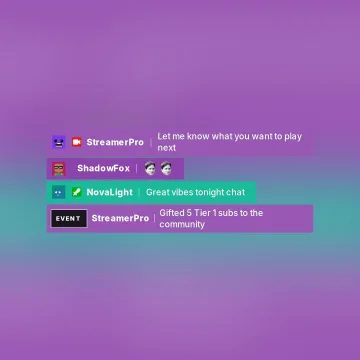 StreamerPro | Let me know what you want to play
next
ShadowFox |
NovaLight | Great vibes tonight chat
EVENT StreamerPro | Gifted 5 Tier 1 subs to the
community